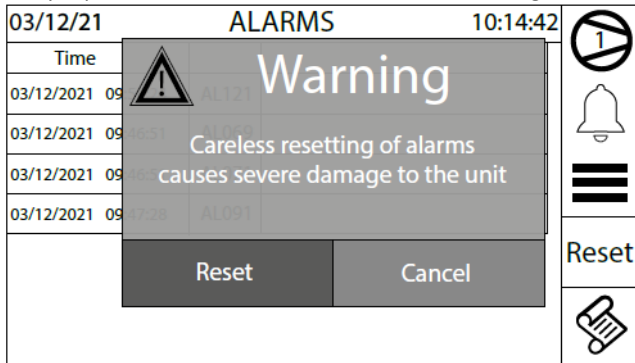 03/12/21 ALARMS 10:14:42
1
Time
Warning
03/12/2021 09 AL121
03/12/2021 09:46:51 AL069
Careless resetting of alarms
03/12/2021 09
causes severe damage to the unit
03/12/2021 09:47:28 AL091
Reset Cancel
Reset